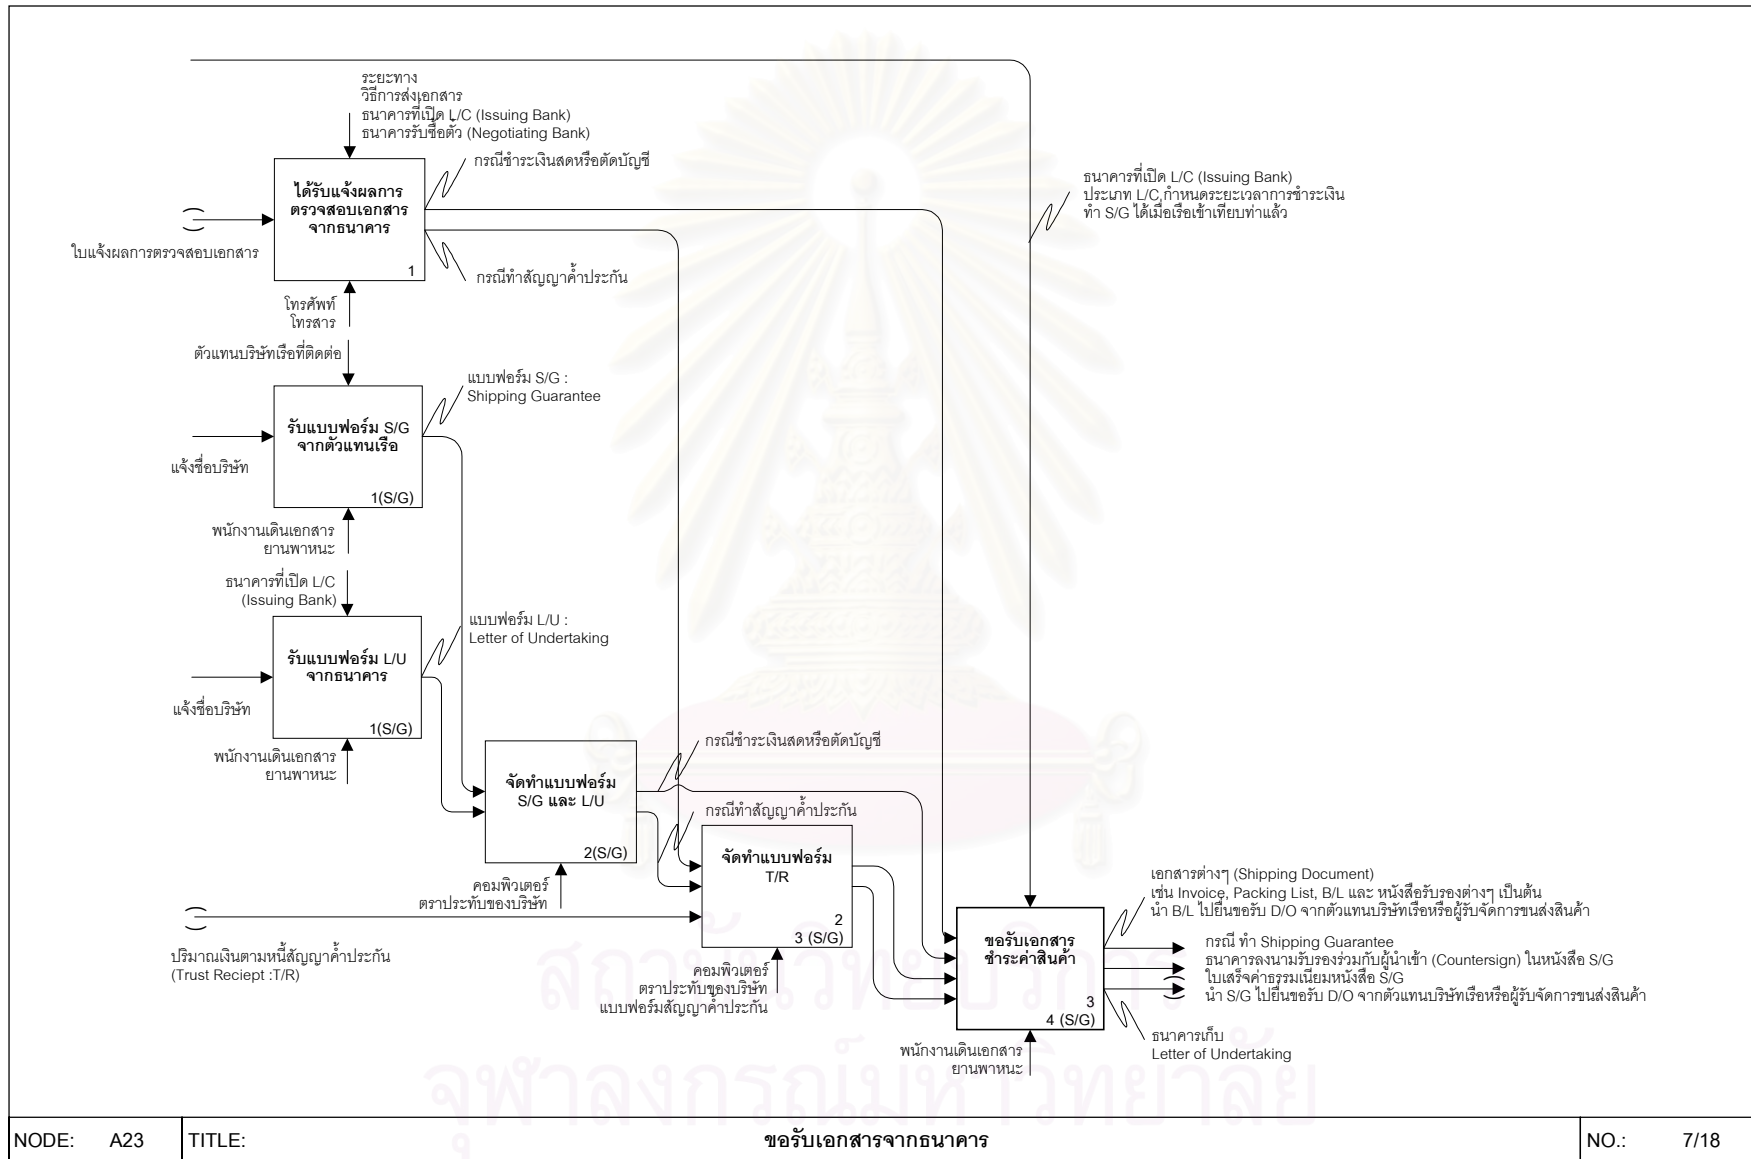 ระยะทาง
วิธีการส่งเอกสาร
ธนาคารที่เปิด L/C (Issuing Bank)
ธนาคารรับซื้อตั๋ว (Negotiating Bank)
กรณีชำระเงินสดหรือตัดบัญชี
ได้รับแจ้งผลการ
ตรวจสอบเอกสาร
จากธนาคาร
1
ใบแจ้งผลการตรวจสอบเอกสาร
กรณีทำสัญญาค้ำประกัน
โทรศัพท์
โทรสาร
ธนาคารที่เปิด L/C (Issuing Bank)
ประเภท L/C กำหนดระยะเวลาการชำระเงิน
ทำ S/G ได้เมื่อเรือเข้าเทียบท่าแล้ว
ตัวแทนบริษัทเรือที่ติดต่อ
แบบฟอร์ม S/G :
Shipping Guarantee
รับแบบฟอร์ม S/G
จากตัวแทนเรือ
1(S/G)
แจ้งชื่อบริษัท
พนักงานเดินเอกสาร
ยานพาหนะ
ธนาคารที่เปิด L/C
(Issuing Bank)
แบบฟอร์ม L/U :
Letter of Undertaking
รับแบบฟอร์ม L/U
จากธนาคาร
1(S/G)
แจ้งชื่อบริษัท
พนักงานเดินเอกสาร
ยานพาหนะ
กรณีชำระเงินสดหรือตัดบัญชี
จัดทำแบบฟอร์ม
S/G และ L/U
2(S/G)
กรณีทำสัญญาค้ำประกัน
คอมพิวเตอร์
ตราประทับของบริษัท
จัดทำแบบฟอร์ม
T/R
2
3 (S/G)
ปริมาณเงินตามหนี้สัญญาค้ำประกัน
(Trust Reciept :T/R)
คอมพิวเตอร์
ตราประทับของบริษัท
แบบฟอร์มสัญญาค้ำประกัน
ขอรับเอกสาร
ชำระค่าสินค้า
3
4 (S/G)
พนักงานเดินเอกสาร
ยานพาหนะ
เอกสารต่างๆ (Shipping Document)
เช่น Invoice, Packing List, B/L และ หนังสือรับรองต่างๆ เป็นต้น
นำ B/L ไปยื่นขอรับ D/O จากตัวแทนบริษัทเรือหรือผู้รับจัดการขนส่งสินค้า
กรณี ทำ Shipping Guarantee
ธนาคารลงนามรับรองร่วมกับผู้นำเข้า (Countersign) ในหนังสือ S/G
ใบเสร็จค่าธรรมเนียมหนังสือ S/G
นำ S/G ไปยื่นขอรับ D/O จากตัวแทนบริษัทเรือหรือผู้รับจัดการขนส่งสินค้า
ธนาคารเก็บ
Letter of Undertaking
สถาบันวิทยบริการ
จุฬาลงกรณ์มหาวิทยาลัย
NODE: A23 TITLE: ขอรับเอกสารจากธนาคาร NO.: 7/18